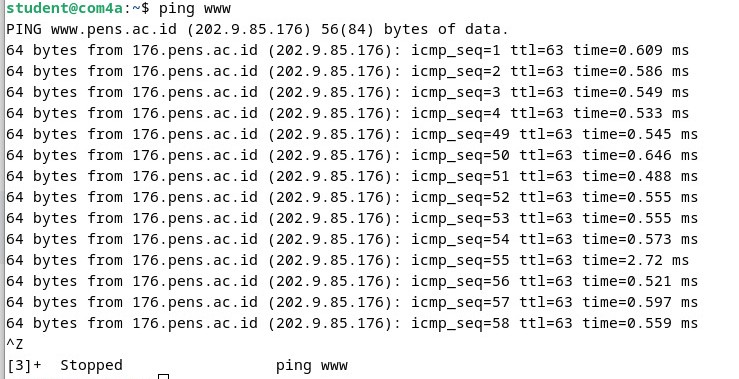 student@com4a:~$ ping www
PING www.pens.ac.id (202.9.85.176) 56(84) bytes of data.
64 bytes from 176.pens.ac.id (202.9.85.176): icmp_seq=1 ttl=63 time=0.609 ms
64 bytes from 176.pens.ac.id (202.9.85.176): icmp_seq=2 ttl=63 time=0.586 ms
64 bytes from 176.pens.ac.id (202.9.85.176): icmp_seq=3 ttl=63 time=0.549 ms
64 bytes from 176.pens.ac.id (202.9.85.176): icmp_seq=4 ttl=63 time=0.533 ms
64 bytes from 176.pens.ac.id (202.9.85.176): icmp_seq=49 ttl=63 time=0.545 ms
64 bytes from 176.pens.ac.id (202.9.85.176): icmp_seq=50 ttl=63 time=0.646 ms
64 bytes from 176.pens.ac.id (202.9.85.176): icmp_seq=51 ttl=63 time=0.488 ms
64 bytes from 176.pens.ac.id (202.9.85.176): icmp_seq=52 ttl=63 time=0.555 ms
64 bytes from 176.pens.ac.id (202.9.85.176): icmp_seq=53 ttl=63 time=0.555 ms
64 bytes from 176.pens.ac.id (202.9.85.176): icmp_seq=54 ttl=63 time=0.573 ms
64 bytes from 176.pens.ac.id (202.9.85.176): icmp_seq=55 ttl=63 time=2.72 ms
64 bytes from 176.pens.ac.id (202.9.85.176): icmp_seq=56 ttl=63 time=0.521 ms
64 bytes from 176.pens.ac.id (202.9.85.176): icmp_seq=57 ttl=63 time=0.597 ms
64 bytes from 176.pens.ac.id (202.9.85.176): icmp_seq=58 ttl=63 time=0.559 ms
^Z
[3]+  Stopped                 ping www